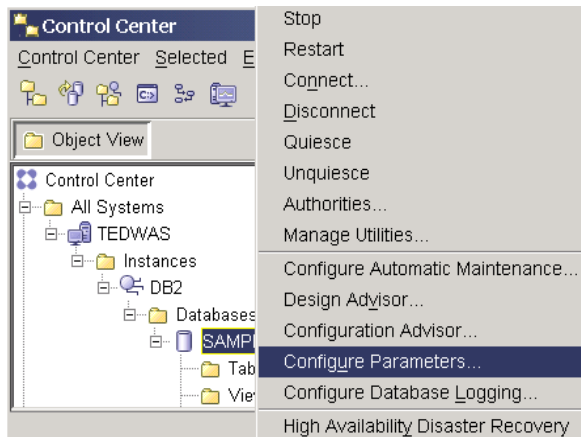 Control Center
Control Center Selected E
C:>
Object View
Control Center
All Systems
TEDWAS
Instances
DB2
Databases
SAMP
Tab
Vie
Stop
Restart
Connect...
Disconnect
Quiesce
Unquiesce
Authorities...
Manage Utilities...
Configure Automatic Maintenance...
Design Advisor...
Configuration Advisor...
Configure Parameters...
Configure Database Logging...
High Availability Disaster Recovery